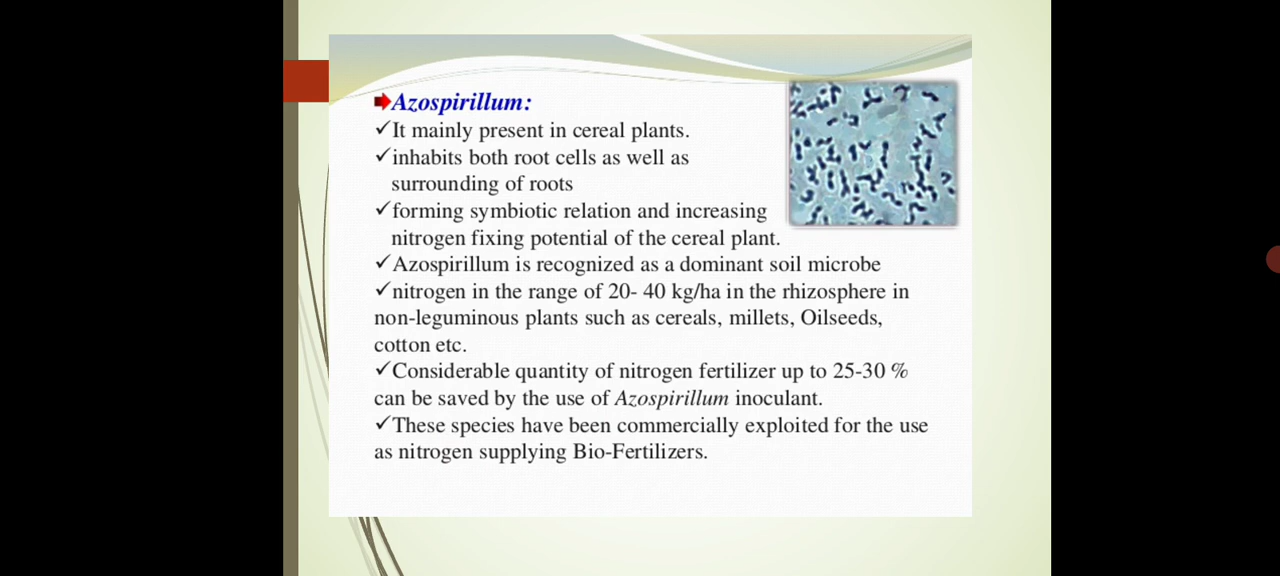 Azospirillum:
✓It mainly present in cereal plants.
✓inhabits both root cells as well as
surrounding of roots
✓forming symbiotic relation and increasing
nitrogen fixing potential of the cereal plant.
✓Azospirillum is recognized as a dominant soil microbe
✓nitrogen in the range of 20- 40 kg/ha in the rhizosphere in
non-leguminous plants such as cereals, millets, Oilseeds,
cotton etc.
✓Considerable quantity of nitrogen fertilizer up to 25-30 %
can be saved by the use of Azospirillum inoculant.
✓These species have been commercially exploited for the use
as nitrogen supplying Bio-Fertilizers.